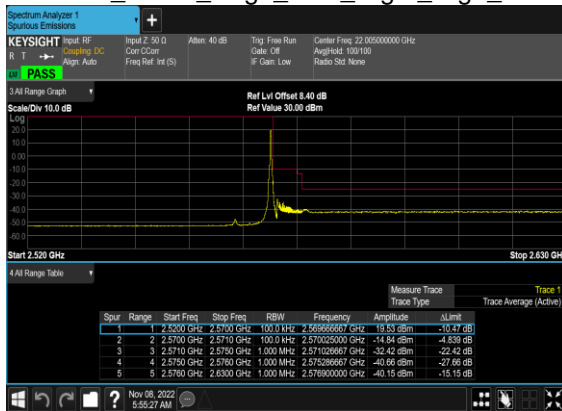 Spectrum Analyzer 1
Spurious Emissions
+
KEYSIGHT Input: RF Input Z: 50 Ω Atten: 40 dB Trig: Free Run Center Freq: 22.005000000 GHz
R T Coupling: DC Corr CCorr Gate: Off Avg|Hold: 100/100
Align: Auto Freq Ref: Int (S) IF Gain: Low Radio Std: None
PASS
3 All Range Graph
Ref Lvl Offset 8.40 dB
Scale/Div 10.0 dB Ref Value 30.00 dBm
Log
20.0
10.0
0.00
-10.0
-20.0
-30.0
-40.0
-50.0
-60.0
Start 2.520 GHz Stop 2.630 GH
4 All Range Table
Measure Trace Trace 1
Trace Type Trace Average (Active)
Spur Range Start Freq Stop Freq RBW Frequency Amplitude ΔLimit
1 1 2.5200 GHz 2.5700 GHz 100.0 kHz 2.569666667 GHz 19.53 dBm -10.47 dB
2 2 2.5700 GHz 2.5710 GHz 100.0 kHz 2.570025000 GHz -14.84 dBm -4.839 dB
3 3 2.5710 GHz 2.5750 GHz 1.000 MHz 2.571026667 GHz -32.42 dBm -22.42 dB
4 4 2.5750 GHz 2.5760 GHz 1.000 MHz 2.575286667 GHz -40.66 dBm -27.66 dB
5 5 2.5760 GHz 2.6300 GHz 1.000 MHz 2.576900000 GHz -40.15 dBm -15.15 dB
? Nov 08, 2022
5:55:27 AM